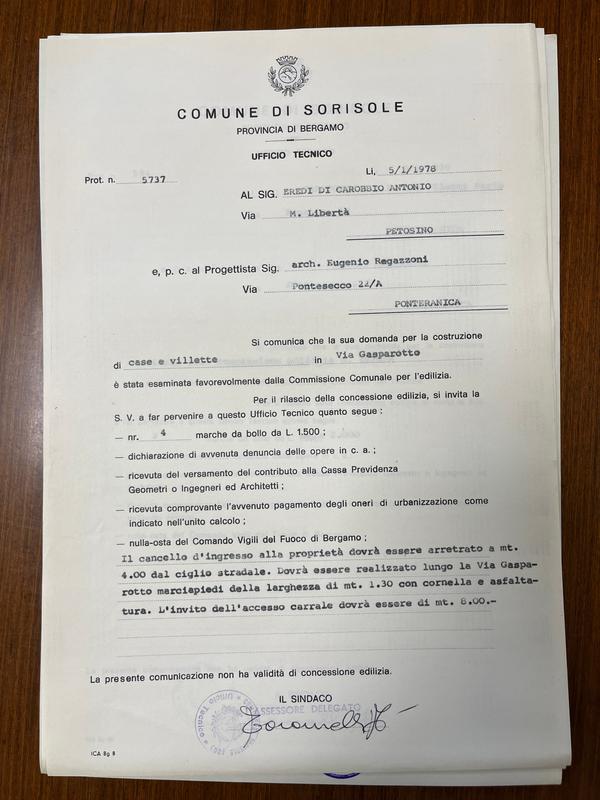 COMUNE DI SORISOLE
PROVINCIA DI BERGAMO
UFFICIO TECNICO
Prot. n. 5737
Li, 5/1/1978
AL SIG. EREDI DI CAROBBIO ANTONIO
Via M. Libertà
PETOSINO
e, p. c. al Progettista Sig. arch. Eugenio Ragazzoni
Via Pontesecco 22/A
PONTERANICA
Si comunica che la sua domanda per la costruzione
di case e villette in Via Gasparotto
è stata esaminata favorevolmente dalla Commissione Comunale per l'edilizia.
Per il rilascio della concessione edilizia, si invita la
S. V. a far pervenire a questo Ufficio Tecnico quanto segue :
— nr. 4 marche da bollo da L. 1.500 ;
— dichiarazione di avvenuta denuncia delle opere in c. a. ;
— ricevuta del versamento del contributo alla Cassa Previdenza
Geometri o Ingegneri ed Architetti ;
— ricevuta comprovante l'avvenuto pagamento degli oneri di urbanizzazione come
indicato nell'unito calcolo ;
— nulla-osta del Comando Vigili del Fuoco di Bergamo ;
Il cancello d'ingresso alla proprietà dovrà essere arretrato a mt.
4.00 dal ciglio stradale. Dovrà essere realizzato lungo la Via Gaspa-
rotto marciapiedi della larghezza di mt. 1.30 con cornella e asfalta-
tura. L'invito dell'accesso carrale dovrà essere di mt. 8.00.-
La presente comunicazione non ha validità di concessione edilizia.
IL SINDACO
ASSESSORE DELEGATO
Ufficio Tecnico
ICA Bg 8